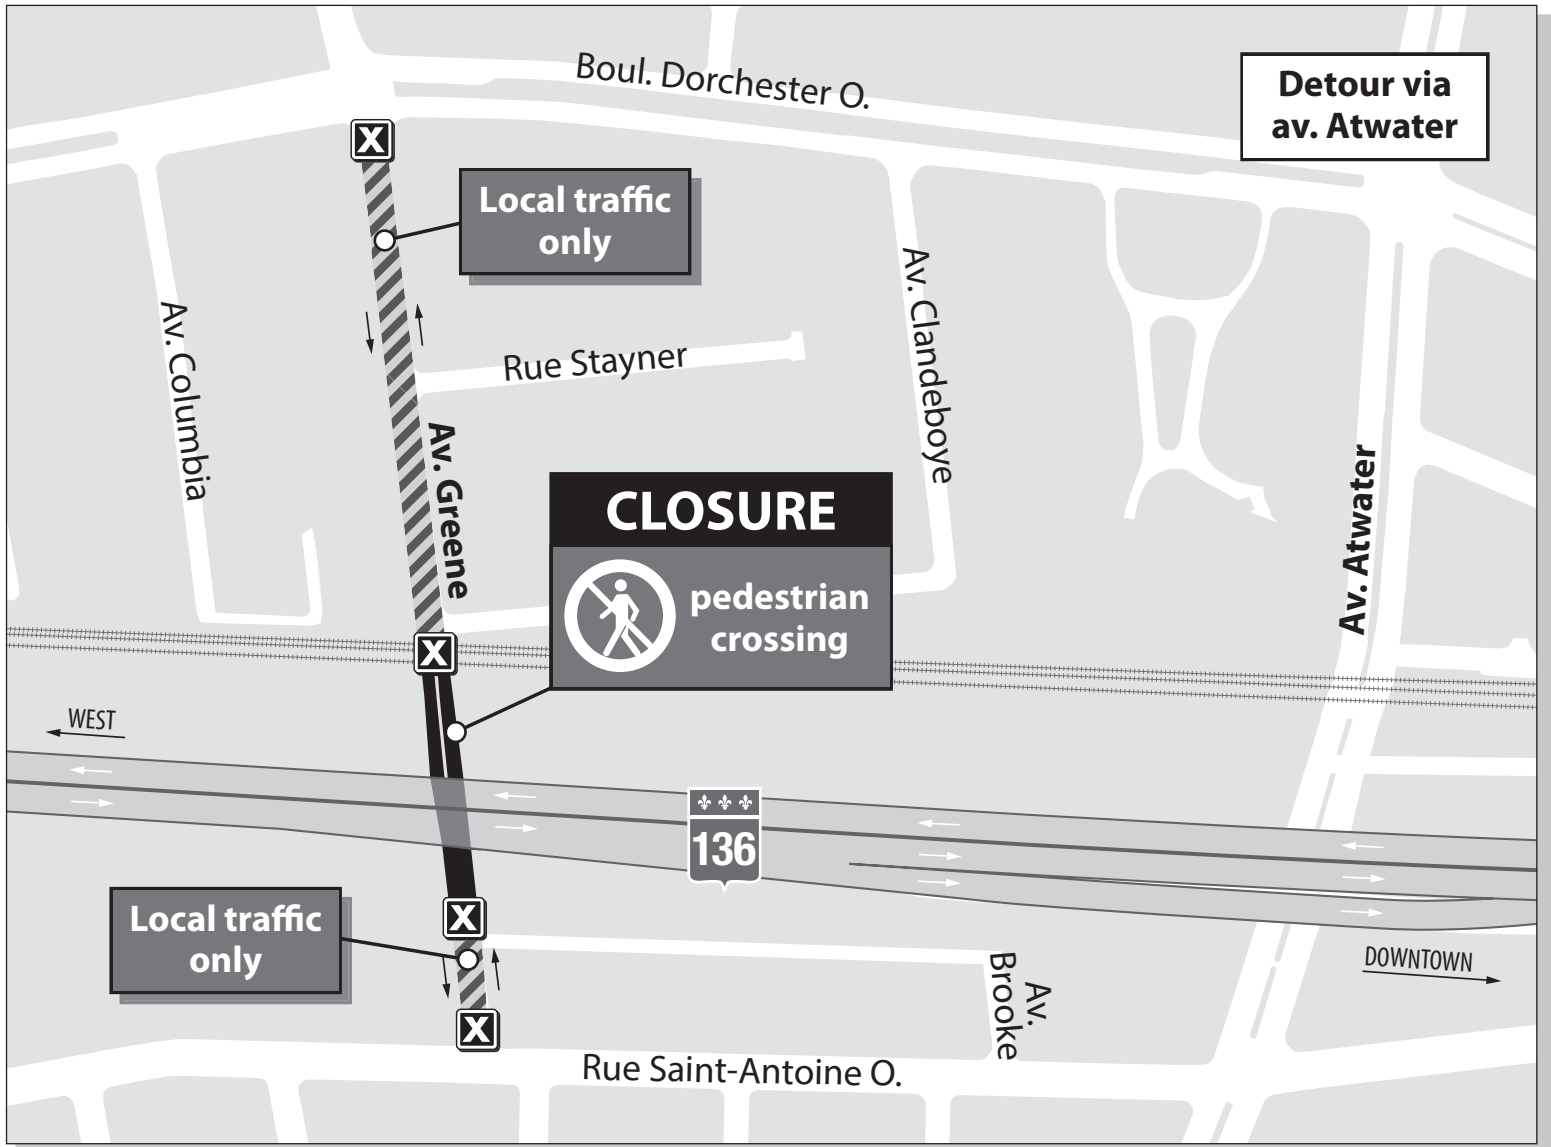 Boul. Dorchester O.
Detour via
av. Atwater
X
Local traffic
only
Av. Columbia
Rue Stayner
Av. Clandeboye
Av. Greene
CLOSURE
pedestrian
crossing
Av. Atwater
X
WEST
136
Local traffic
only
X
DOWNTOWN
Av.
Brooke
X
Rue Saint-Antoine O.